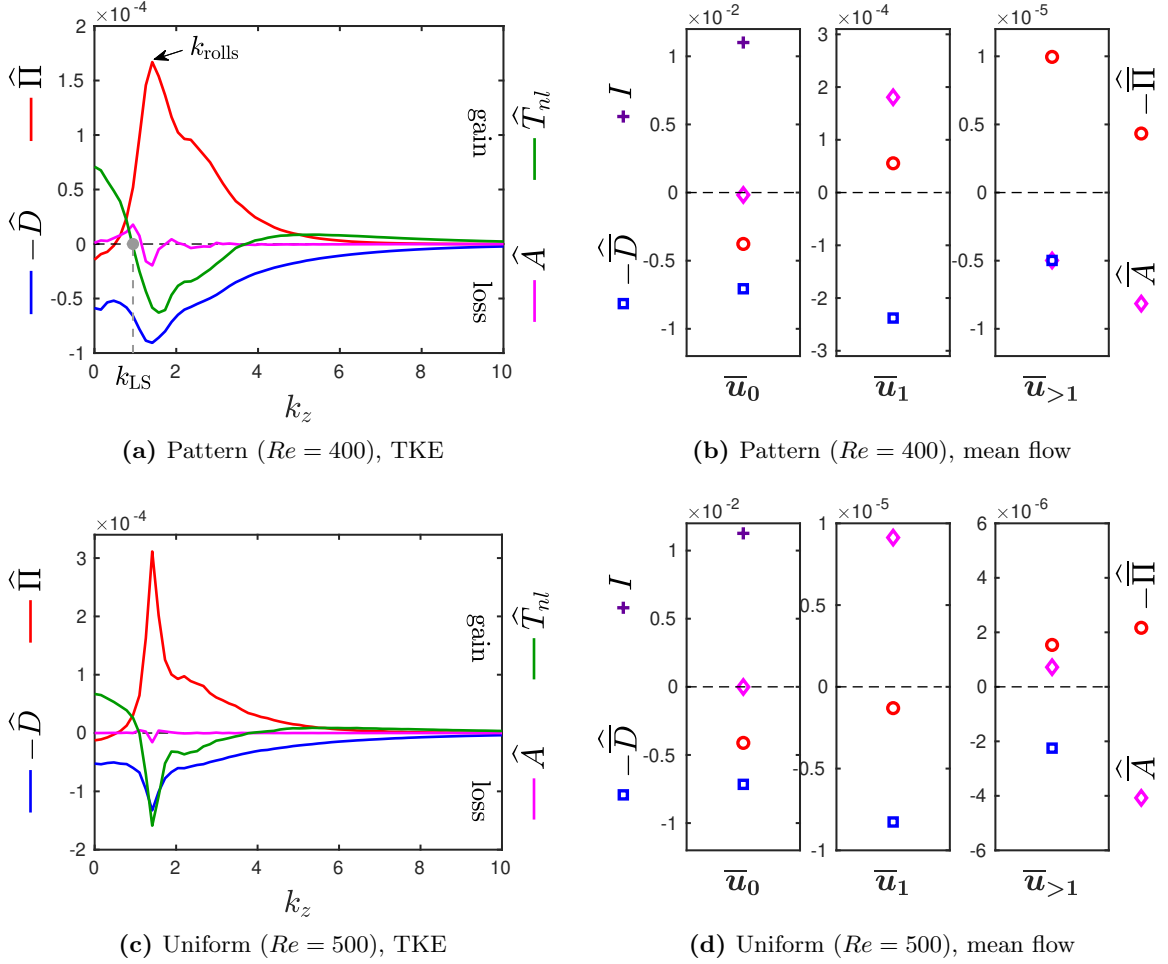 ×10⁻⁴
2
1.5
1
0.5
0
-0.5
-1
0 2 4 6 8 10
k_rolls
k_LS
k_z
— −D̂ — Π̂
loss gain
— Â — T̂_nl
(a) Pattern (Re = 400), TKE
×10⁻² ×10⁻⁴ ×10⁻⁵
1 3 1
0.5 2 0.5
0 1 0
-0.5 0 -0.5
-1 -1 -1
-2
-3
−D̅̂ I
A̅̂ −Π̅̂
u̅₀ u̅₁ u̅_{>1}
(b) Pattern (Re = 400), mean flow
×10⁻⁴
3
2
1
0
-1
-2
0 2 4 6 8 10
k_z
— −D̂ — Π̂
loss gain
— Â — T̂_nl
(c) Uniform (Re = 500), TKE
×10⁻² ×10⁻⁵ ×10⁻⁶
1 1 6
0.5 0.5 4
0 0 2
-0.5 -0.5 0
-1 -1 -2
-4
-6
−D̅̂ I
A̅̂ −Π̅̂
u̅₀ u̅₁ u̅_{>1}
(d) Uniform (Re = 500), mean flow